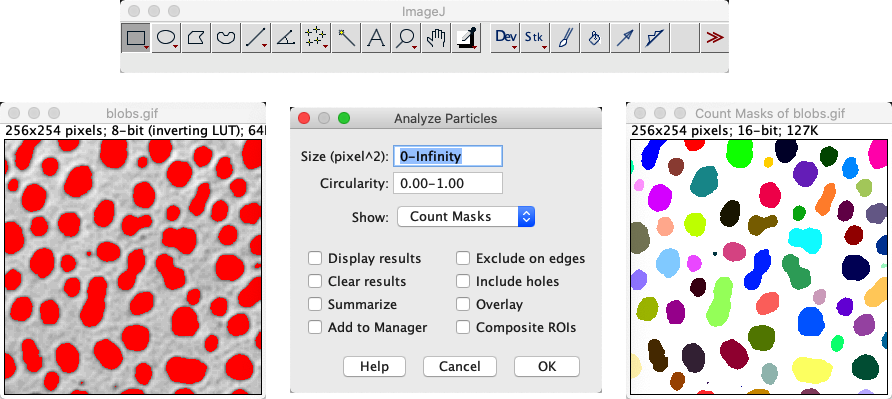 ImageJ
Dev Stk
blobs.gif
256x254 pixels; 8-bit (inverting LUT); 64
Analyze Particles
Size (pixel^2): 0-Infinity
Circularity: 0.00-1.00
Show: Count Masks
Display results Exclude on edges
Clear results Include holes
Summarize Overlay
Add to Manager Composite ROIs
Help Cancel OK
Count Masks of blobs.gif
256x254 pixels; 16-bit; 127K